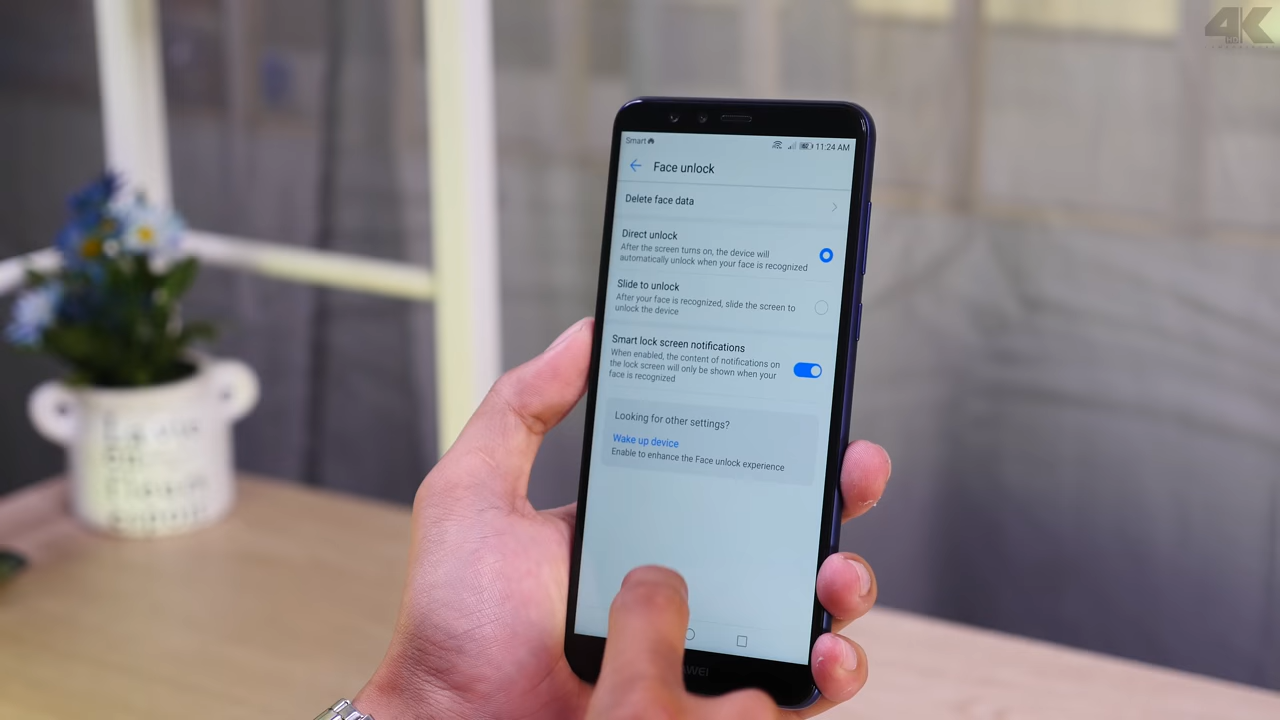 4K
Smart
11:24 AM
Face unlock
Delete face data
Direct unlock
After the screen turns on, the device will
automatically unlock when your face is recognized
Slide to unlock
After your face is recognized, slide the screen to
unlock the device
Smart lock screen notifications
When enabled, the content of notifications on
the lock screen will only be shown when your
face is recognized
Looking for other settings?
Wake up device
Enable to enhance the Face unlock experience
WEI
La vie